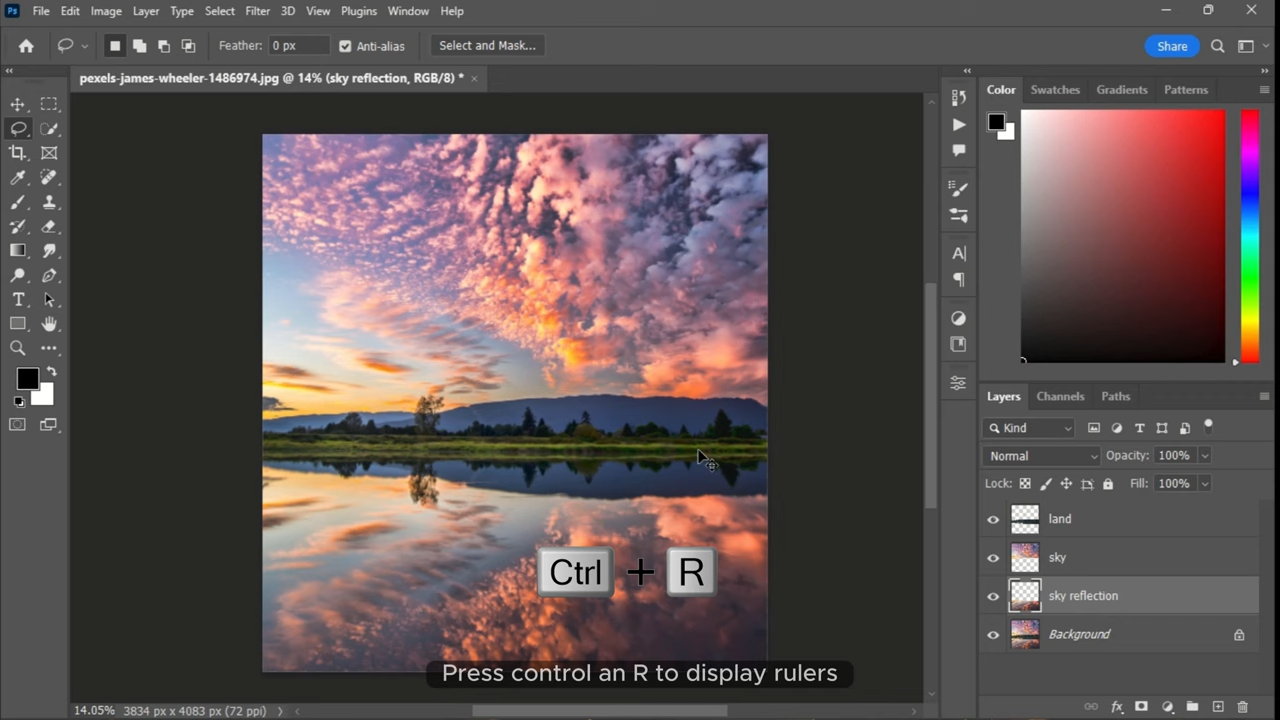 Ps File Edit Image Layer Type Select Filter 3D View Plugins Window Help
Feather: 0 px Anti-alias Select and Mask... Share
pexels-james-wheeler-1486974.jpg @ 14% (sky reflection, RGB/8) * ×
Color Swatches Gradients Patterns
Layers Channels Paths
Kind
Normal Opacity: 100%
Lock: Fill: 100%
land
sky
sky reflection
Background
Ctrl + R
Press control an R to display rulers
14.05% 3834 px x 4083 px (72 ppi)